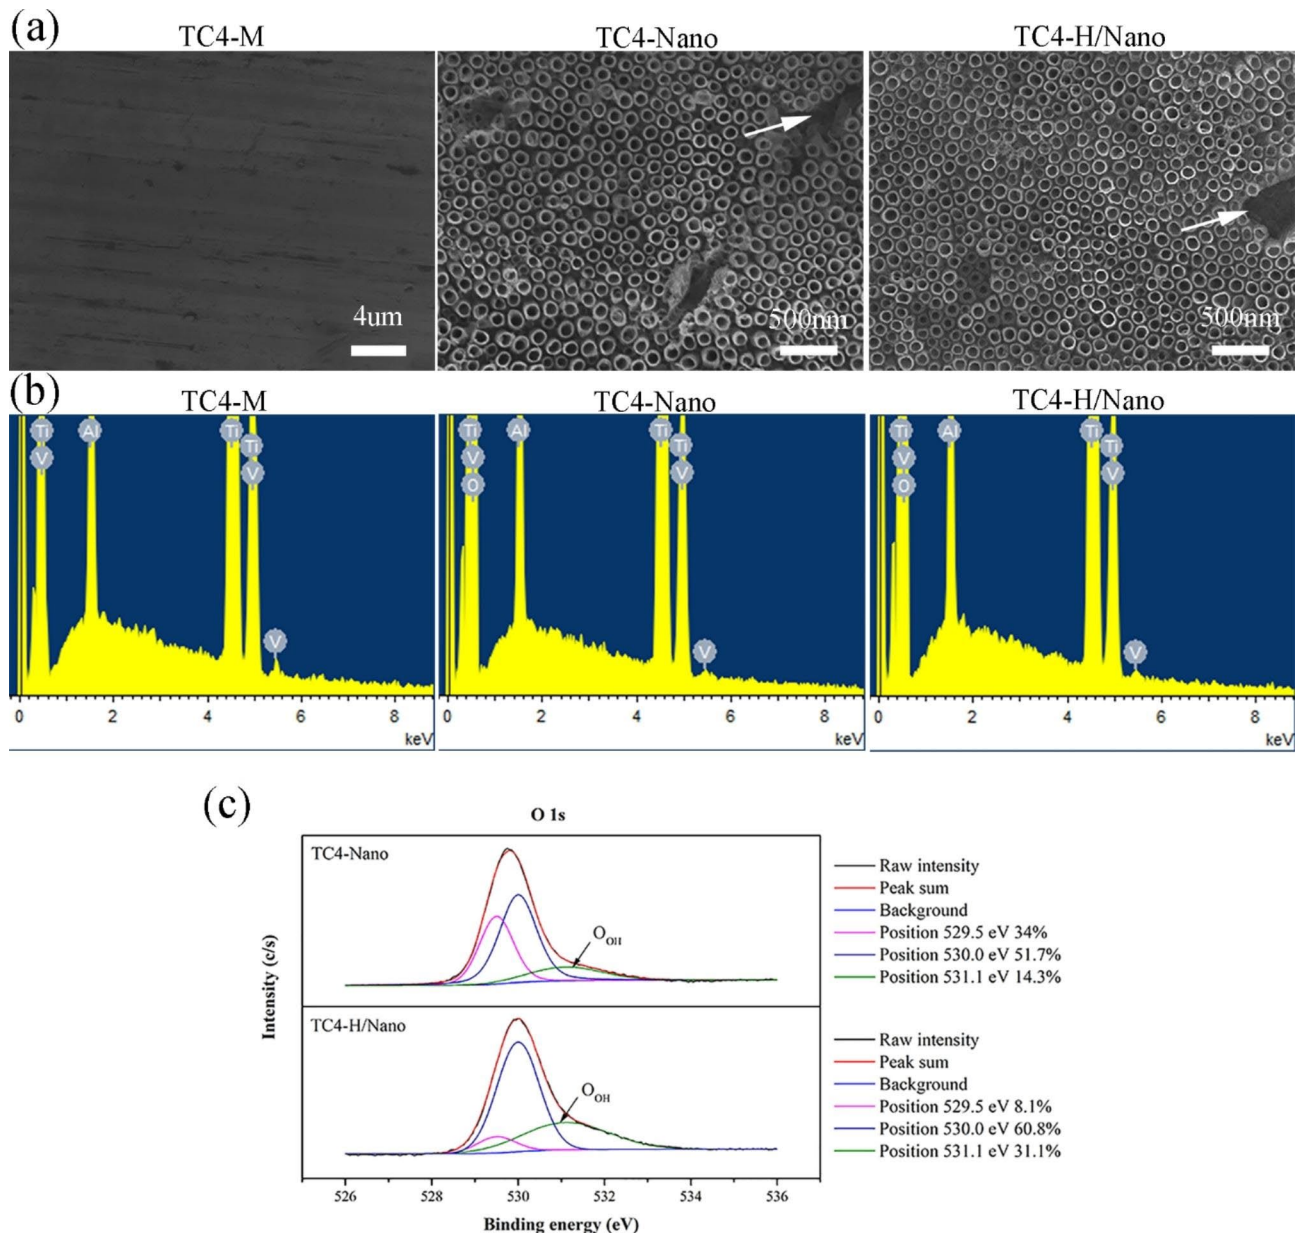 (a)
TC4-M
TC4-Nano
TC4-H/Nano
4um
500nm
500nm
(b)
TC4-M
TC4-Nano
TC4-H/Nano
Ti
V
Al
Ti
Ti
V
V
0 2 4 6 8
keV
Ti
V
O
Al
Ti
Ti
V
V
0 2 4 6 8
keV
Ti
V
O
Al
Ti
Ti
V
V
0 2 4 6 8
keV
(c)
O 1s
Intensity (c/s)
TC4-Nano
O_OH
Raw intensity
Peak sum
Background
Position 529.5 eV 34%
Position 530.0 eV 51.7%
Position 531.1 eV 14.3%
TC4-H/Nano
O_OH
Raw intensity
Peak sum
Background
Position 529.5 eV 8.1%
Position 530.0 eV 60.8%
Position 531.1 eV 31.1%
526 528 530 532 534 536
Binding energy (eV)